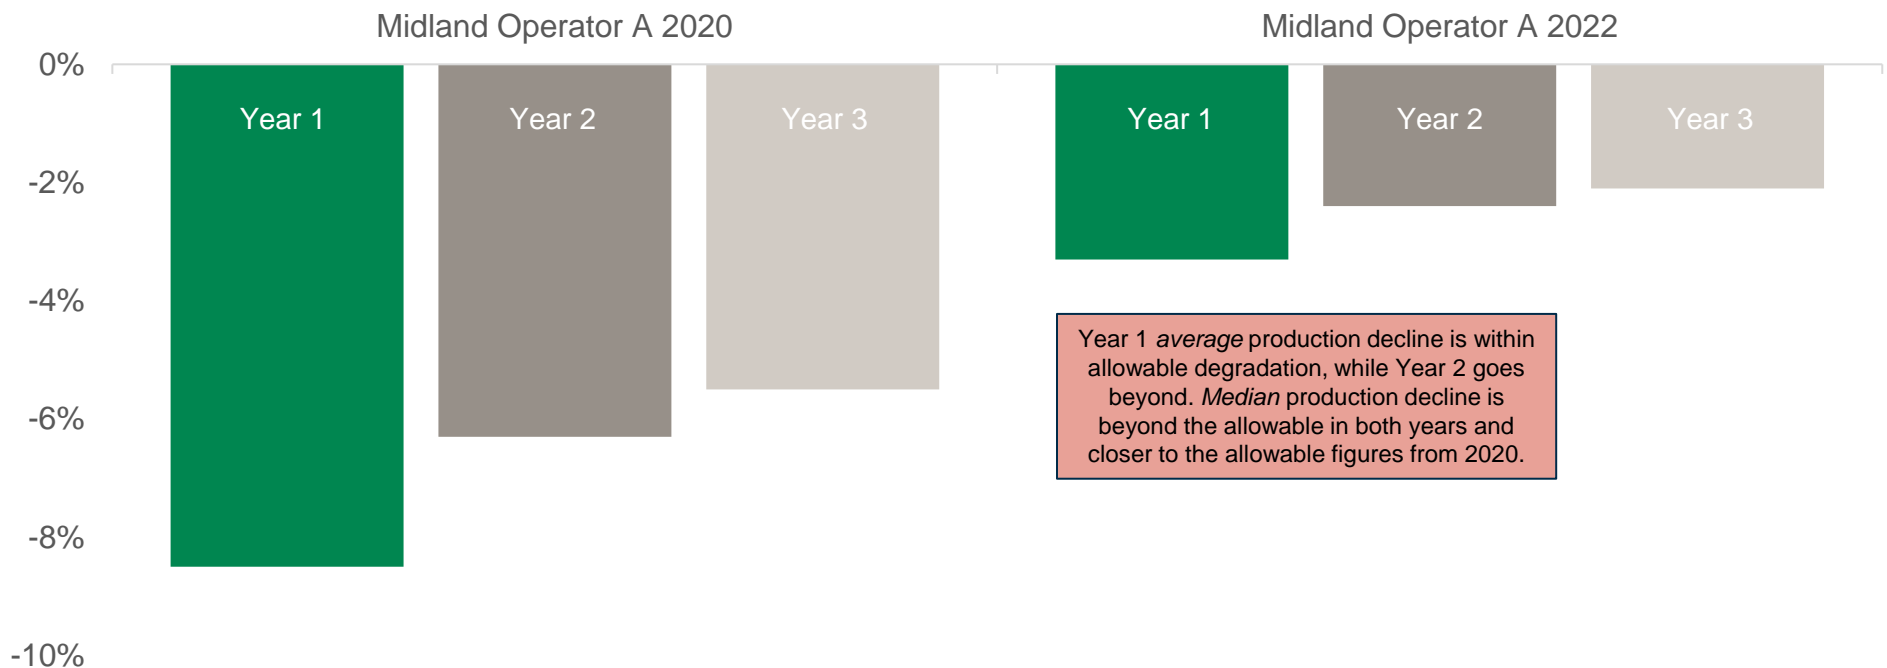 Midland Operator A 2020
Midland Operator A 2022
0%
-2%
-4%
-6%
-8%
-10%
Year 1
Year 2
Year 3
Year 1
Year 2
Year 3
Year 1 average production decline is within
allowable degradation, while Year 2 goes
beyond. Median production decline is
beyond the allowable in both years and
closer to the allowable figures from 2020.